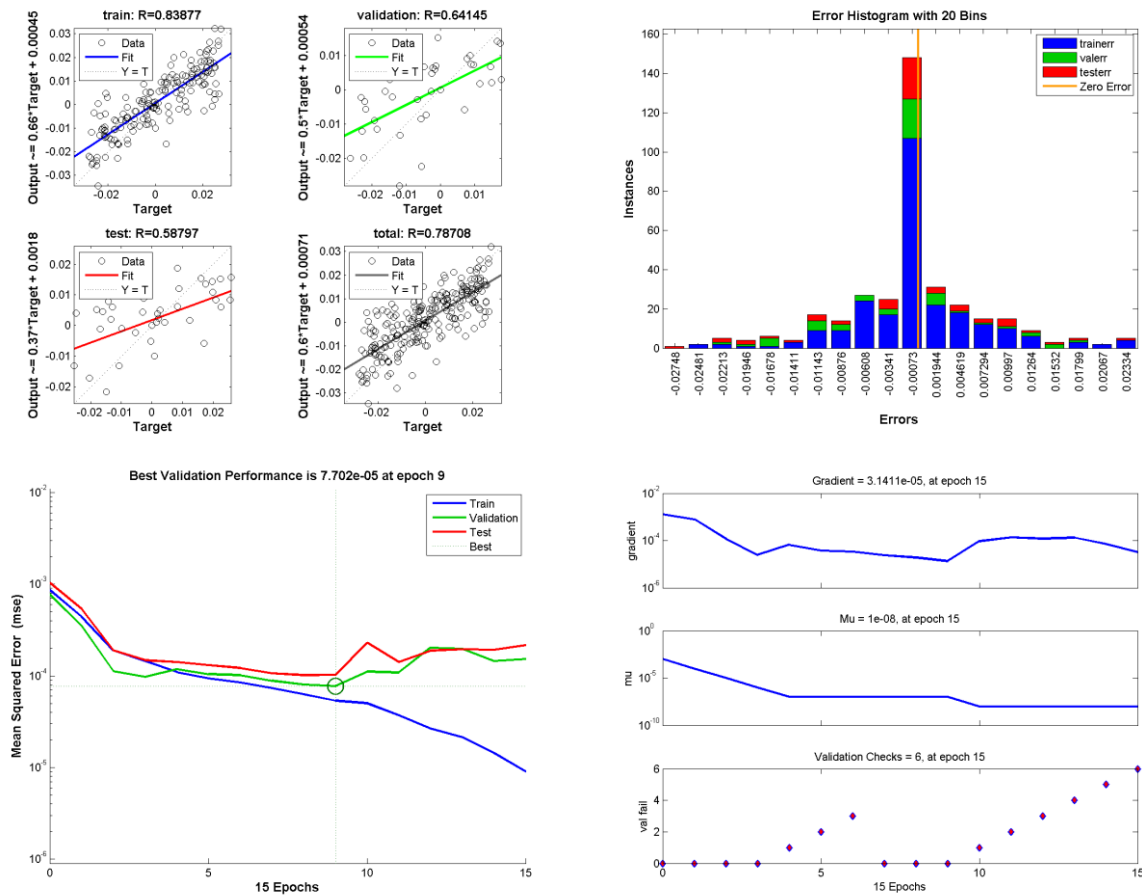 train: R=0.83877
Output ~= 0.66*Target + 0.00045
Data
Fit
Y = T
0.03
0.02
0.01
0
-0.01
-0.02
-0.03
-0.02 0 0.02
Target
validation: R=0.64145
Output ~= 0.5*Target + 0.00054
Data
Fit
Y = T
0.01
0
-0.01
-0.02
-0.02 -0.01 0 0.01
Target
test: R=0.58797
Output ~= 0.37*Target + 0.0018
Data
Fit
Y = T
0.02
0.01
0
-0.01
-0.02
-0.02 -0.01 0 0.01 0.02
Target
total: R=0.78708
Output ~= 0.6*Target + 0.00071
Data
Fit
Y = T
0.03
0.02
0.01
0
-0.01
-0.02
-0.03
-0.02 0 0.02
Target
Error Histogram with 20 Bins
Instances
160
140
120
100
80
60
40
20
0
trainerr
valerr
testerr
Zero Error
-0.02748
-0.02481
-0.02213
-0.01946
-0.01678
-0.01411
-0.01143
-0.00876
-0.00608
-0.00341
-0.00073
0.001944
0.004619
0.007294
0.00997
0.01264
0.01532
0.01799
0.02067
0.02334
Errors
Best Validation Performance is 7.702e-05 at epoch 9
Mean Squared Error (mse)
10-2
10-3
10-4
10-5
10-6
Train
Validation
Test
Best
0 5 10 15
15 Epochs
Gradient = 3.1411e-05, at epoch 15
gradient
10-2
10-4
10-6
Mu = 1e-08, at epoch 15
mu
100
10-5
10-10
Validation Checks = 6, at epoch 15
val fail
6
4
2
0
0 5 10 15
15 Epochs